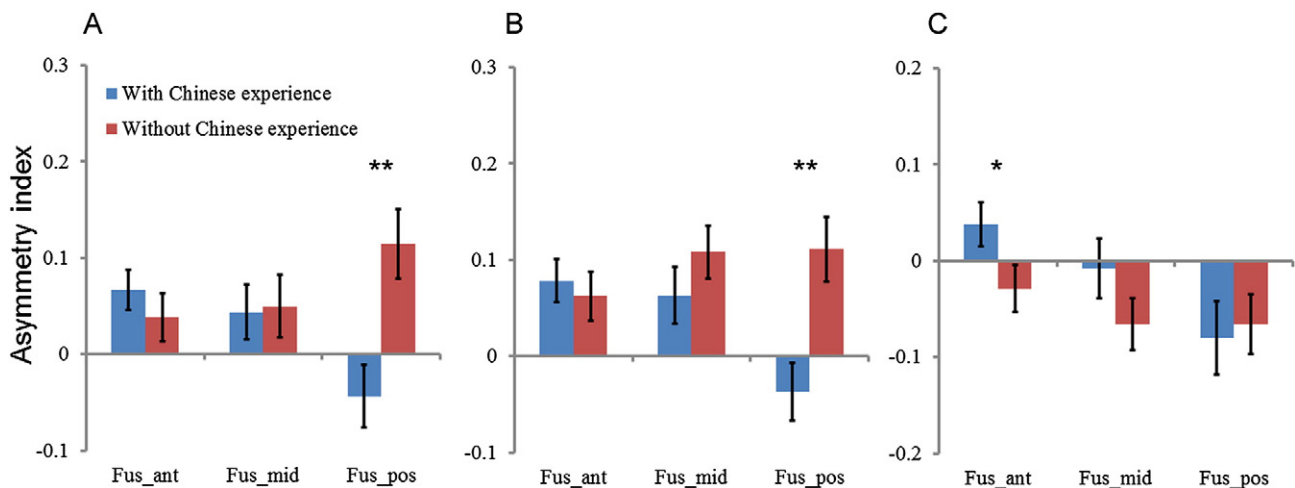 A
B
C
Asymmetry index
0.3
0.2
0.1
0
-0.1
With Chinese experience
Without Chinese experience
**
Fus_ant Fus_mid Fus_pos
0.3
0.2
0.1
0
-0.1
**
Fus_ant Fus_mid Fus_pos
0.2
0.1
0
-0.1
-0.2
*
Fus_ant Fus_mid Fus_pos